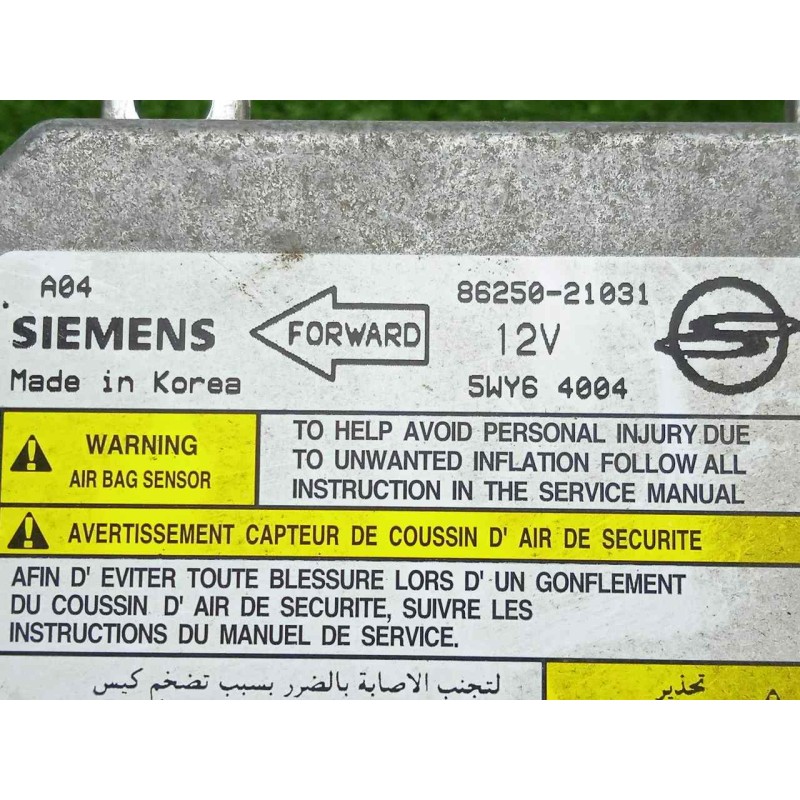 A04
SIEMENS
Made in Korea
FORWARD
86250-21031
12V
5WY6 4004
WARNING
AIR BAG SENSOR
TO HELP AVOID PERSONAL INJURY DUE
TO UNWANTED INFLATION FOLLOW ALL
INSTRUCTION IN THE SERVICE MANUAL
AVERTISSEMENT CAPTEUR DE COUSSIN D' AIR DE SECURITE
AFIN D' EVITER TOUTE BLESSURE LORS D' UN GONFLEMENT
DU COUSSIN D' AIR DE SECURITE, SUIVRE LES
INSTRUCTIONS DU MANUEL DE SERVICE.
تحذير
لتجنب الاصابة بالضرر بسبب تضخم كيس